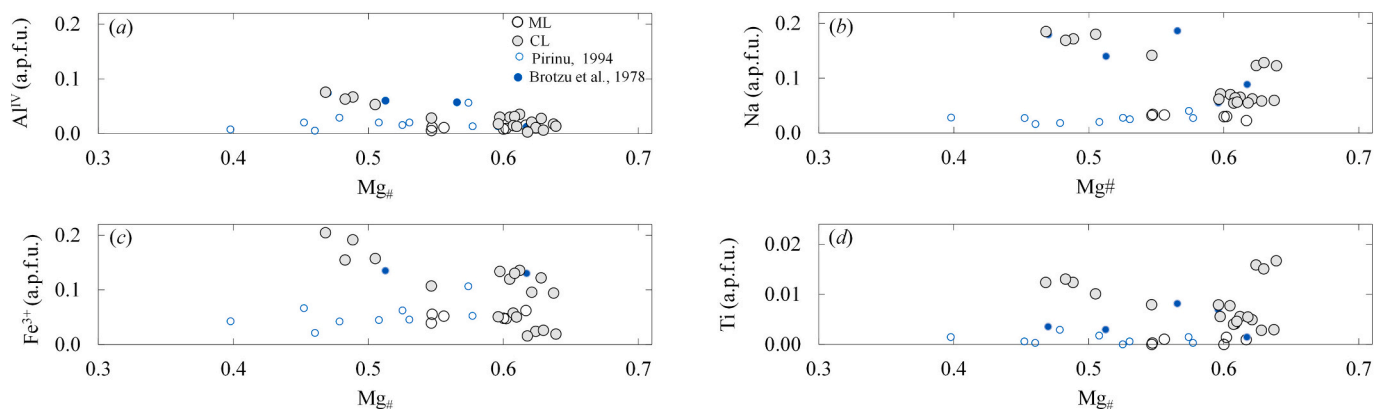 (a)
ML
CL
Pirinu, 1994
Brotzu et al., 1978
Al^IV (a.p.f.u.)
0.2
0.1
0.0
0.3 0.4 0.5 0.6 0.7
Mg#
(b)
Na (a.p.f.u.)
0.2
0.1
0.0
0.3 0.4 0.5 0.6 0.7
Mg#
(c)
Fe³⁺ (a.p.f.u.)
0.2
0.1
0.0
0.3 0.4 0.5 0.6 0.7
Mg#
(d)
Ti (a.p.f.u.)
0.02
0.01
0.00
0.3 0.4 0.5 0.6 0.7
Mg#